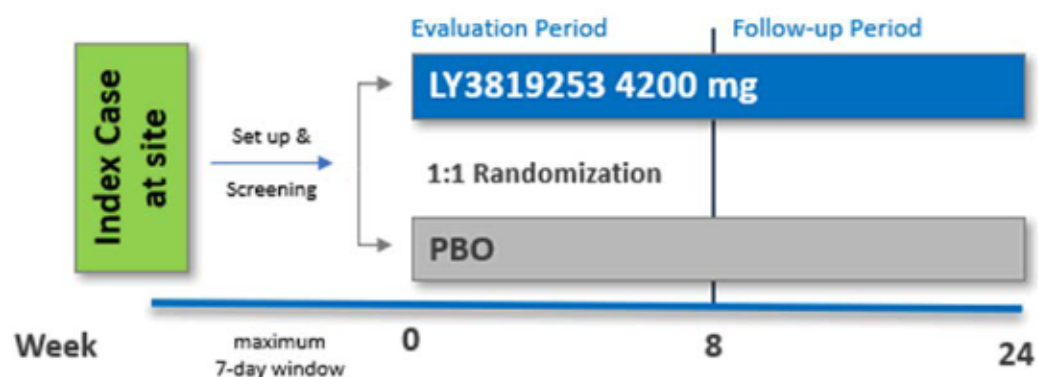 Evaluation Period
Follow-up Period
Index Case
at site
Set up &
Screening
LY3819253 4200 mg
1:1 Randomization
PBO
Week
maximum
7-day window
0
8
24